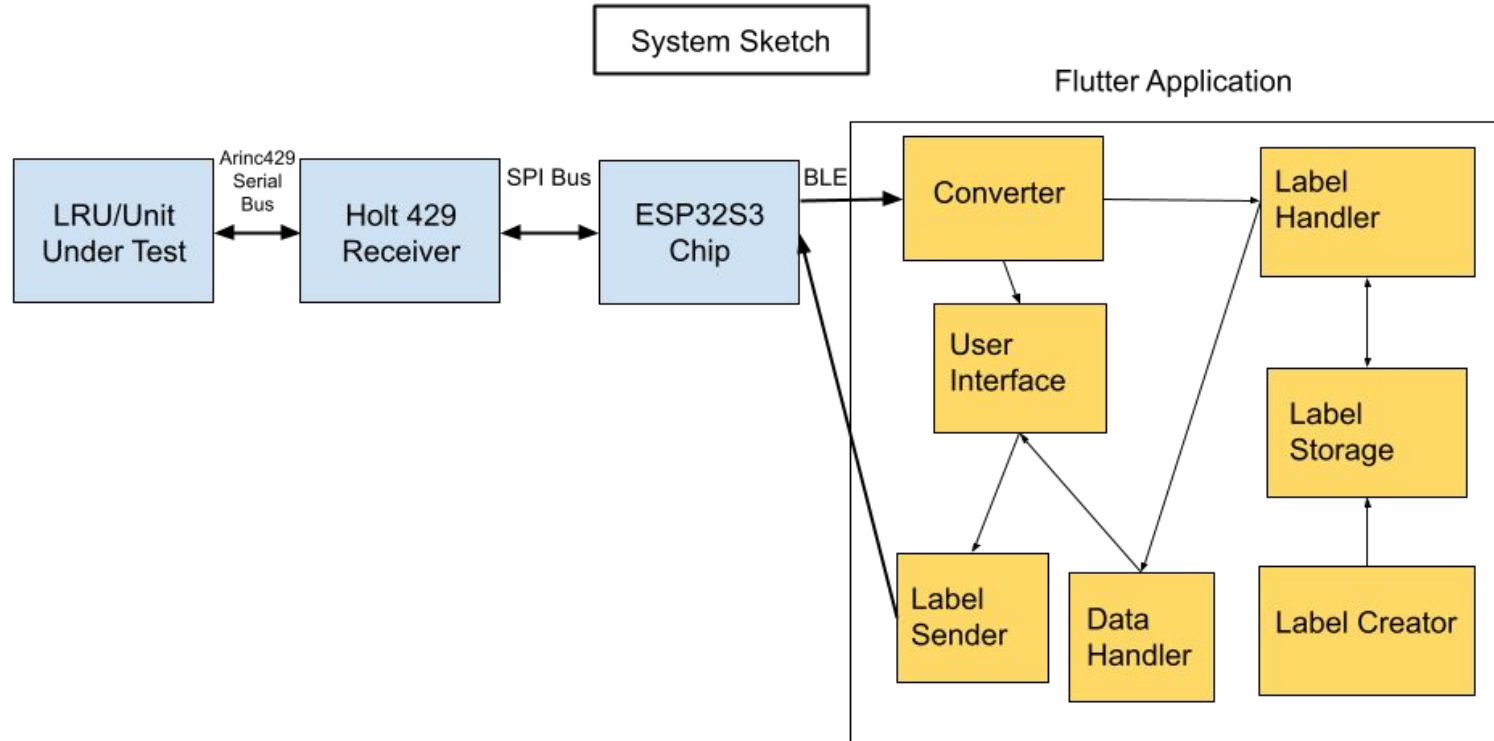 System Sketch
Flutter Application
LRU/Unit
Under Test
Arinc429
Serial
Bus
Holt 429
Receiver
SPI Bus
ESP32S3
Chip
BLE
Converter
Label
Handler
User
Interface
Label
Storage
Label
Sender
Data
Handler
Label Creator